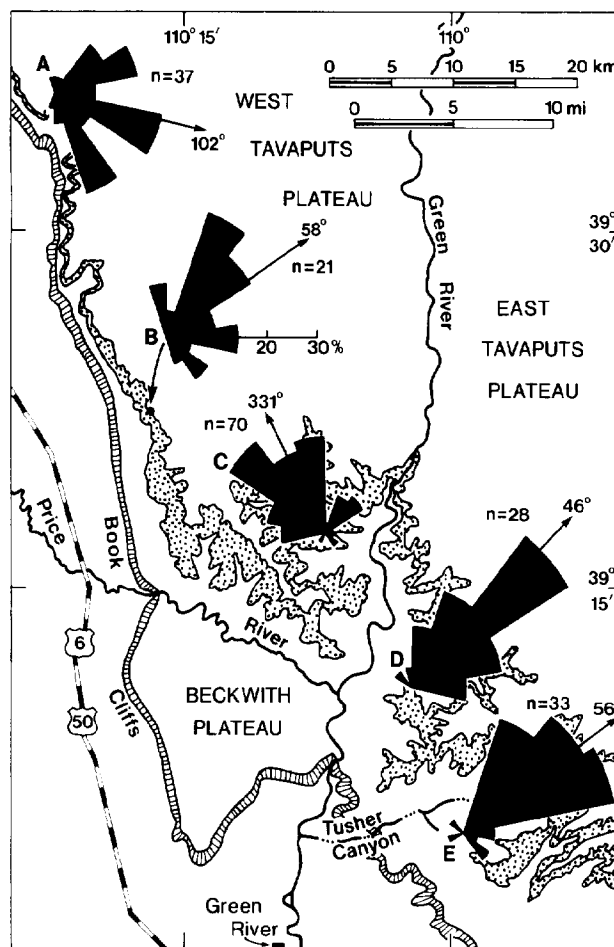 110° 15′
110°
A
n=37
102°
0 5 10 15 20 km
0 5 10 mi
WEST
TAVAPUTS
PLATEAU
Green
River
39°
30′
58°
n=21
B
20 30%
EAST
TAVAPUTS
PLATEAU
331°
n=70
C
Price
Book
River
Cliffs
6
50
n=28
46°
39°
15′
D
BECKWITH
PLATEAU
n=33
56
Tusher
Canyon
E
Green
River